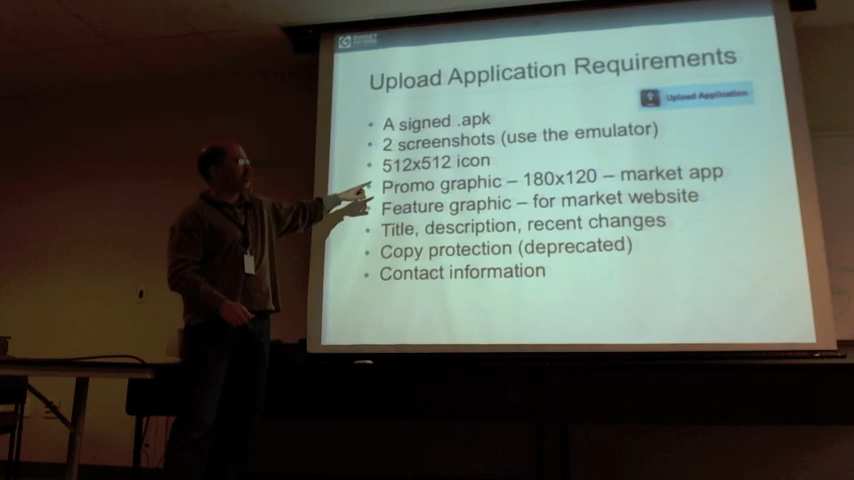 Upload Application Requirements
Upload Application
• A signed .apk
• 2 screenshots (use the emulator)
• 512x512 icon
Promo graphic – 180x120 – market app
Feature graphic – for market website
• Title, description, recent changes
• Copy protection (deprecated)
• Contact information